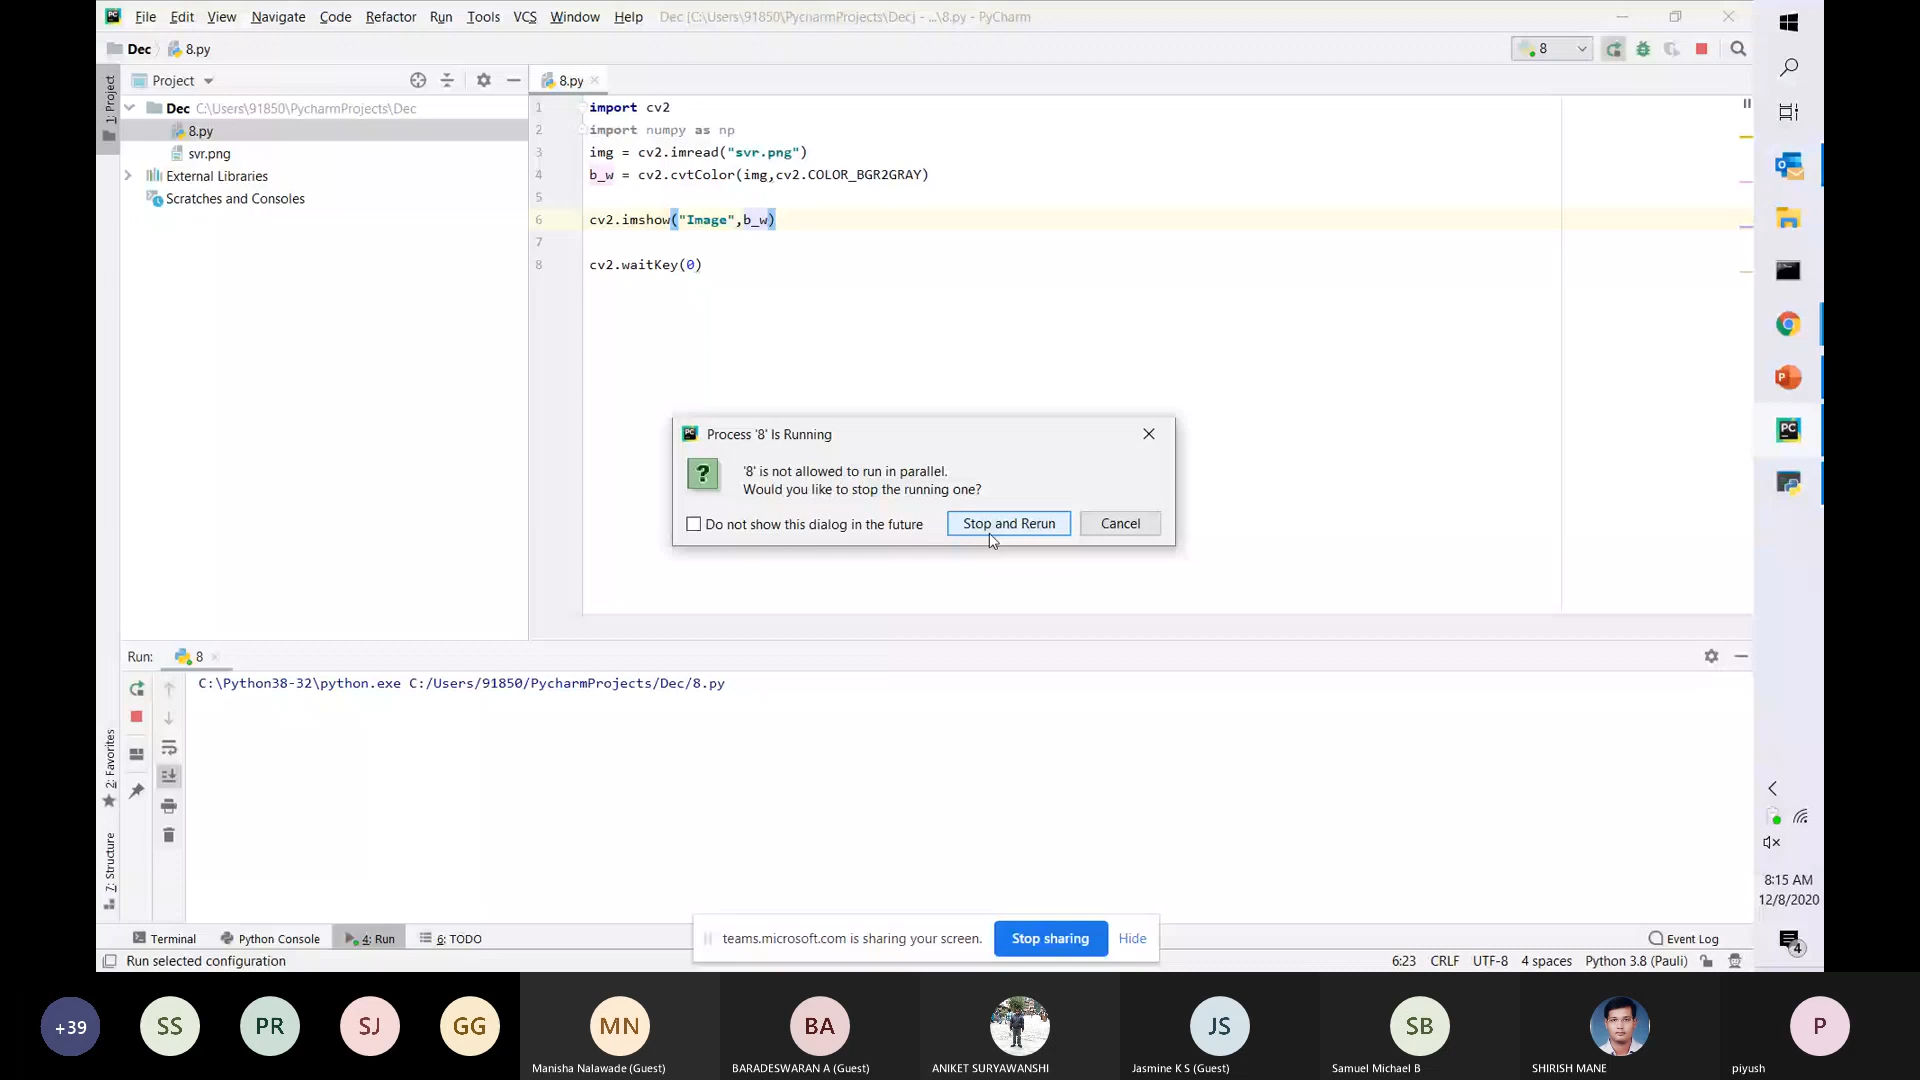 File Edit View Navigate Code Refactor Run Tools VCS Window Help Dec [C:\Users\91850\PycharmProjects\Dec] - ...\8.py - PyCharm
Dec 8.py
8
Project
8.py
1: Project
Dec C:\Users\91850\PycharmProjects\Dec
8.py
svr.png
External Libraries
Scratches and Consoles
1 import cv2
2 import numpy as np
3 img = cv2.imread("svr.png")
4 b_w = cv2.cvtColor(img,cv2.COLOR_BGR2GRAY)
5
6 cv2.imshow("Image",b_w)
7
8 cv2.waitKey(0)
Process '8' Is Running
'8' is not allowed to run in parallel.
Would you like to stop the running one?
Do not show this dialog in the future
Stop and Rerun
Cancel
Run: 8
C:\Python38-32\python.exe C:/Users/91850/PycharmProjects/Dec/8.py
2: Favorites
7: Structure
Terminal Python Console 4: Run 6: TODO
teams.microsoft.com is sharing your screen. Stop sharing Hide
Event Log
Run selected configuration
6:23 CRLF UTF-8 4 spaces Python 3.8 (Pauli)
8:15 AM
12/8/2020
4
+39 SS PR SJ GG MN BA JS SB P
Manisha Nalawade (Guest) BARADESWARAN A (Guest) ANIKET SURYAWANSHI Jasmine K S (Guest) Samuel Michael B SHIRISH MANE piyush